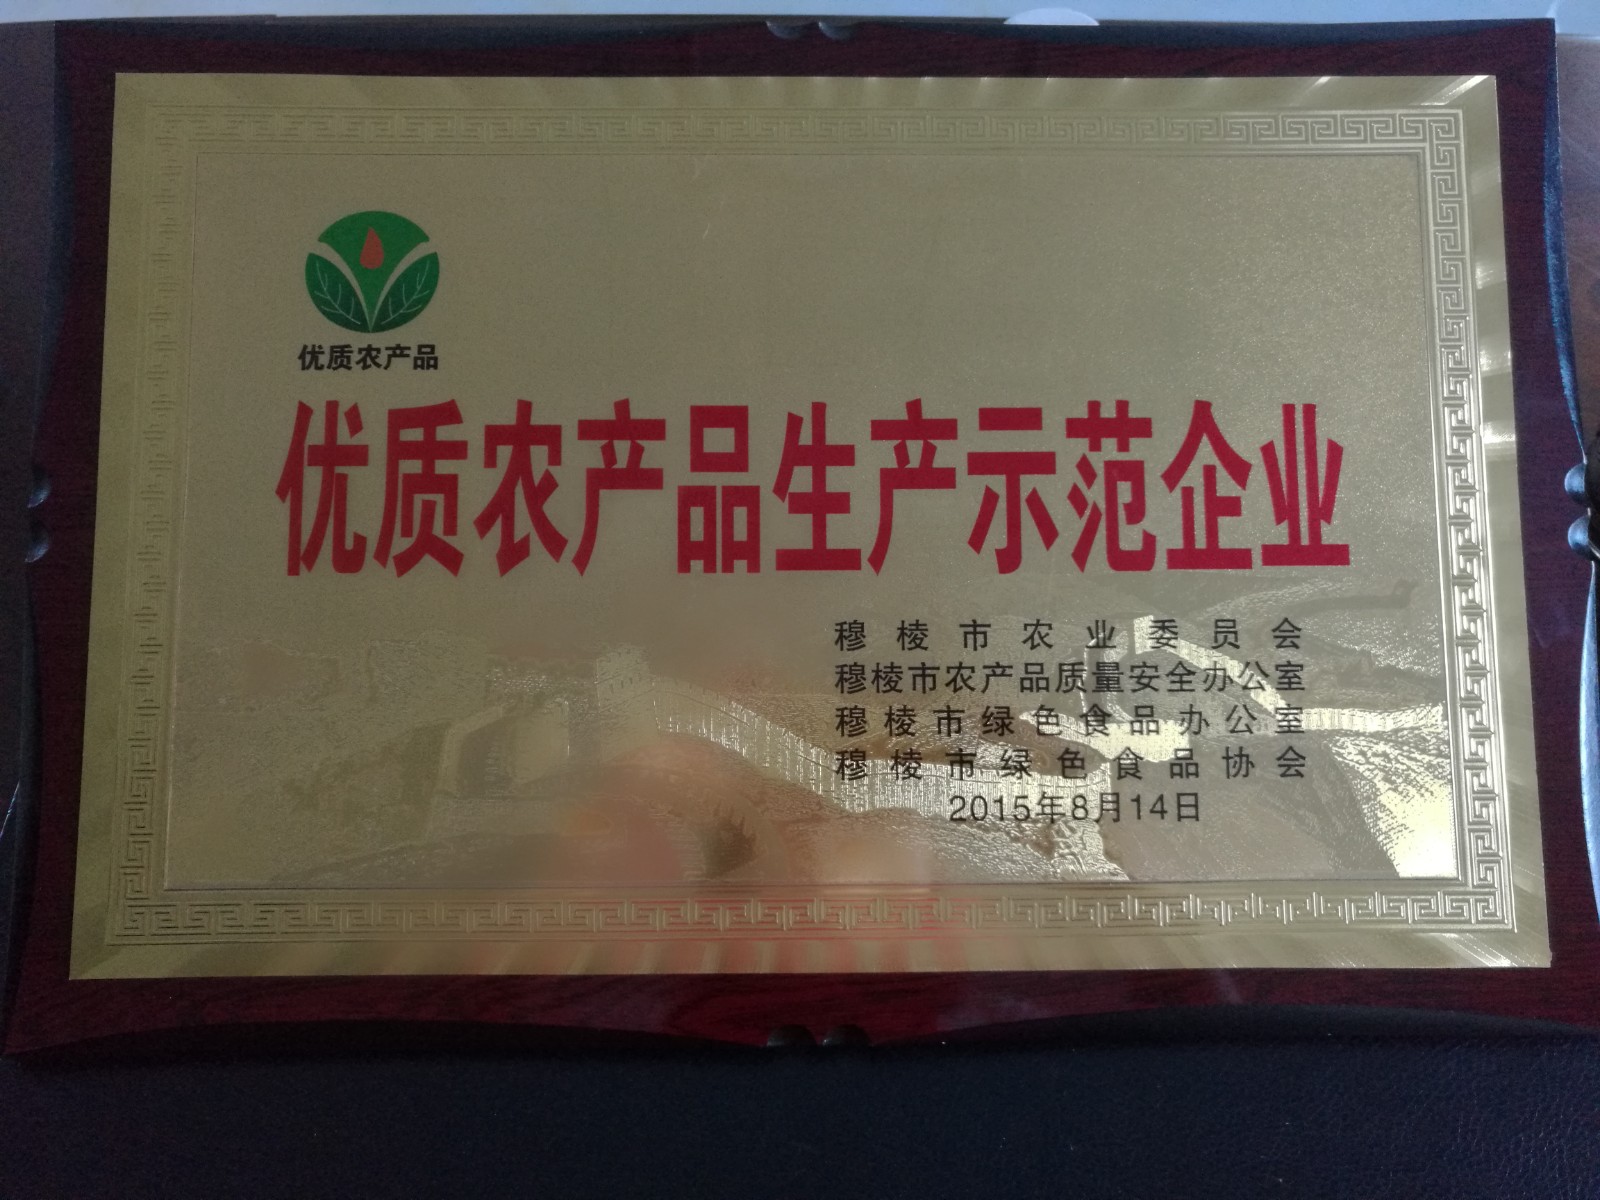 优质农产品
优质农产品生产示范企业
穆棱市农业委员会
穆棱市农产品质量安全办公室
穆棱市绿色食品办公室
穆棱市绿色食品协会
2015年8月14日